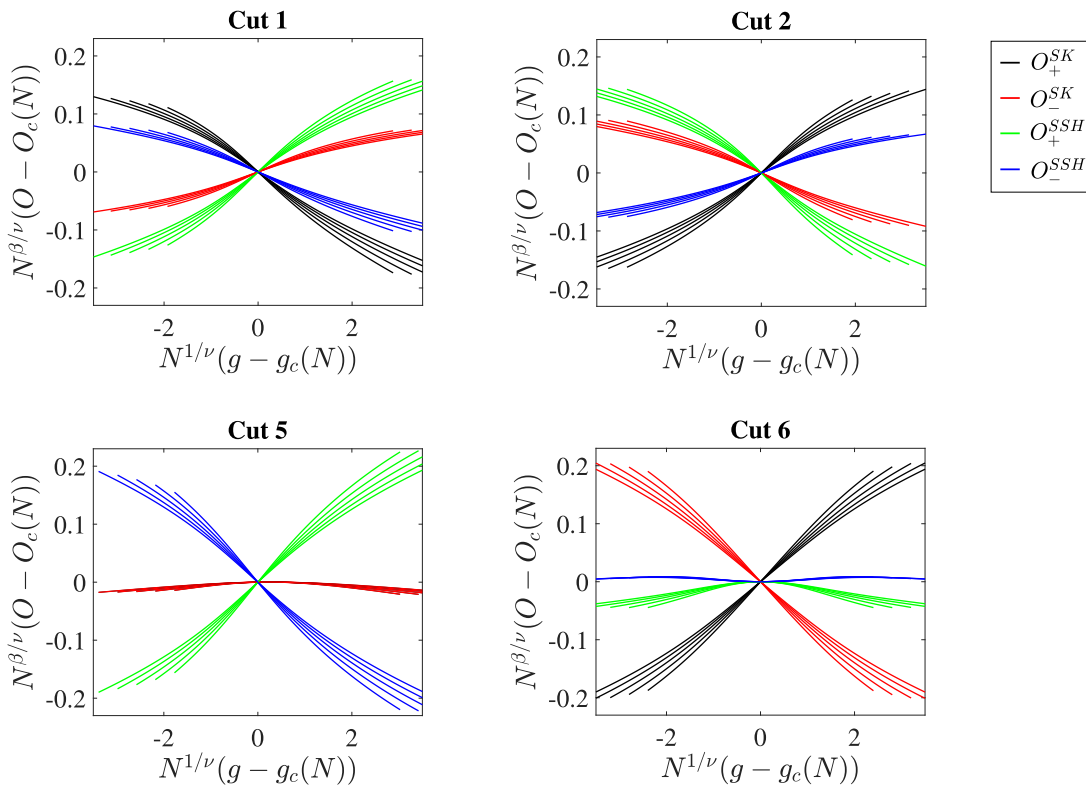 Cut 1
0.2
0.1
0
-0.1
-0.2
-2 0 2
N^{β/ν}(O − O_c(N))
N^{1/ν}(g − g_c(N))
Cut 2
0.2
0.1
0
-0.1
-0.2
-2 0 2
N^{β/ν}(O − O_c(N))
N^{1/ν}(g − g_c(N))
O_+^{SK}
O_-^{SK}
O_+^{SSH}
O_-^{SSH}
Cut 5
0.2
0.1
0
-0.1
-0.2
-2 0 2
N^{β/ν}(O − O_c(N))
N^{1/ν}(g − g_c(N))
Cut 6
0.2
0.1
0
-0.1
-0.2
-2 0 2
N^{β/ν}(O − O_c(N))
N^{1/ν}(g − g_c(N))